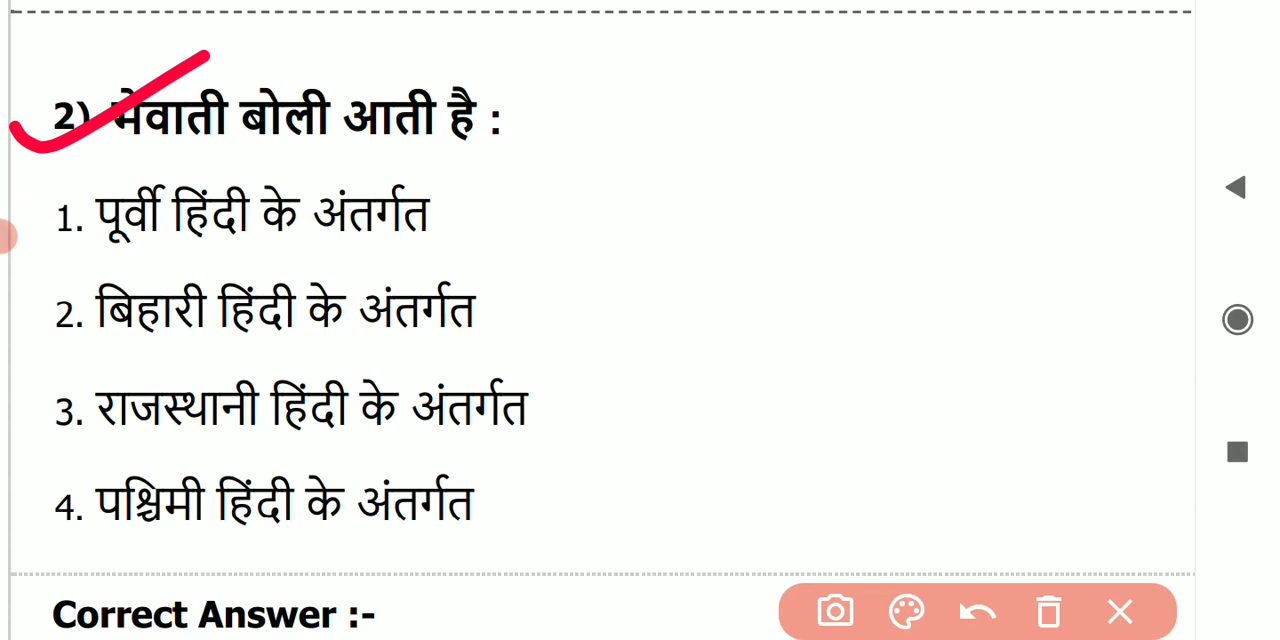 2) मेवाती बोली आती है :
1. पूर्वी हिंदी के अंतर्गत
2. बिहारी हिंदी के अंतर्गत
3. राजस्थानी हिंदी के अंतर्गत
4. पश्चिमी हिंदी के अंतर्गत
Correct Answer :-